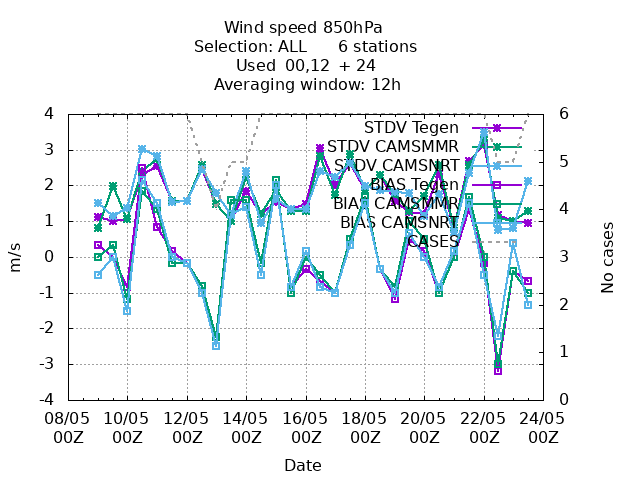 Wind speed 850hPa
Selection: ALL 6 stations
Used 00,12 + 24
Averaging window: 12h
4
3
2
1
0
-1
-2
-3
-4
m/s
6
5
4
3
2
1
0
No cases
STDV Tegen
STDV CAMSMMR
STDV CAMSNRT
BIAS Tegen
BIAS CAMSMMR
BIAS CAMSNRT
CASES
08/05 10/05 12/05 14/05 16/05 18/05 20/05 22/05 24/05
00Z 00Z 00Z 00Z 00Z 00Z 00Z 00Z 00Z
Date